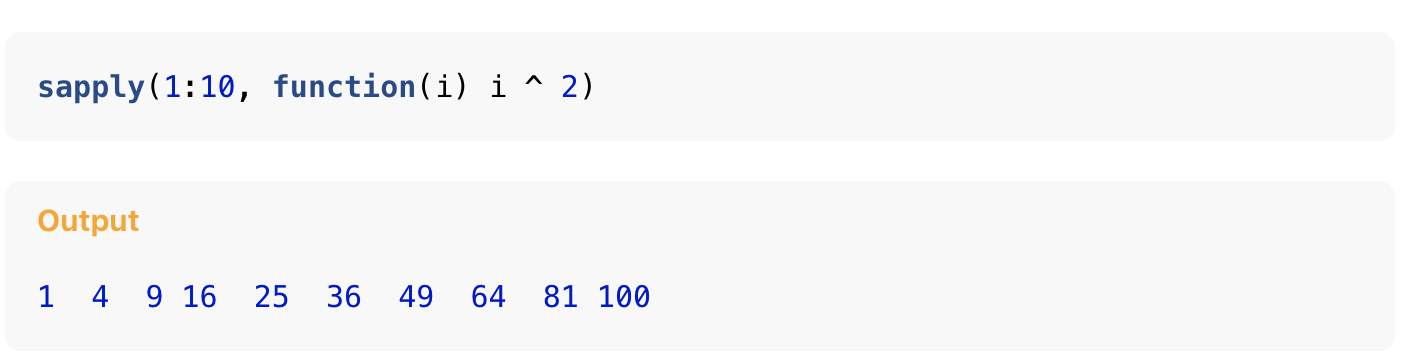 sapply(1:10, function(i) i ^ 2)
Output
1  4  9 16  25  36  49  64  81 100